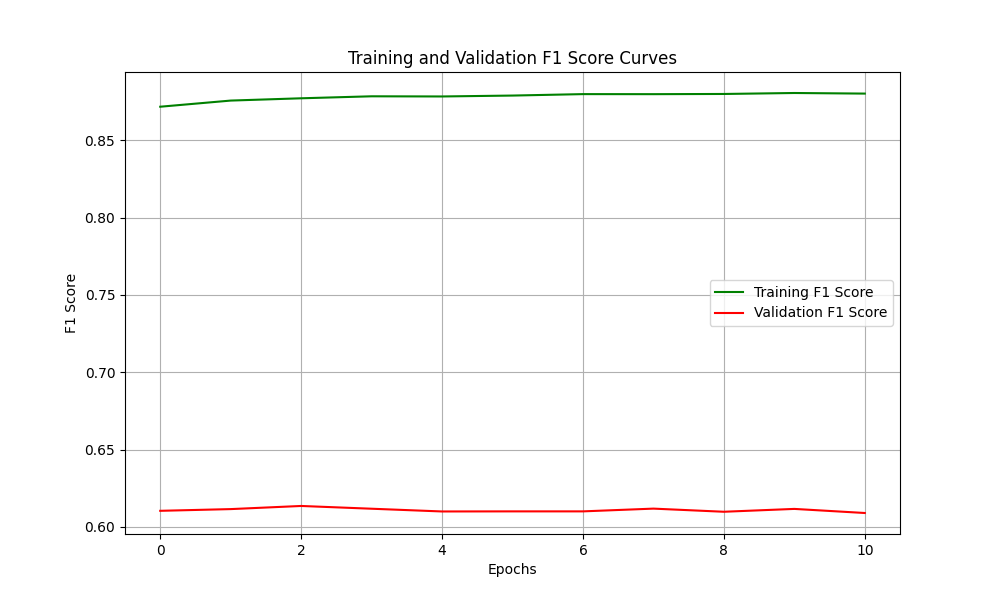 Training and Validation F1 Score Curves
F1 Score
0.85
0.80
0.75
0.70
0.65
0.60
Training F1 Score
Validation F1 Score
0 2 4 6 8 10
Epochs